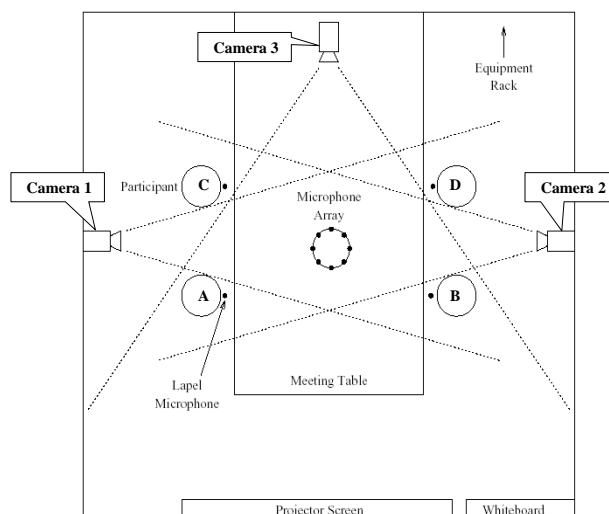 Camera 3
Equipment
Rack
Camera 1
Participant
C
D
Camera 2
Microphone
Array
A
B
Lapel
Microphone
Meeting Table
Projector Screen
Whiteboard